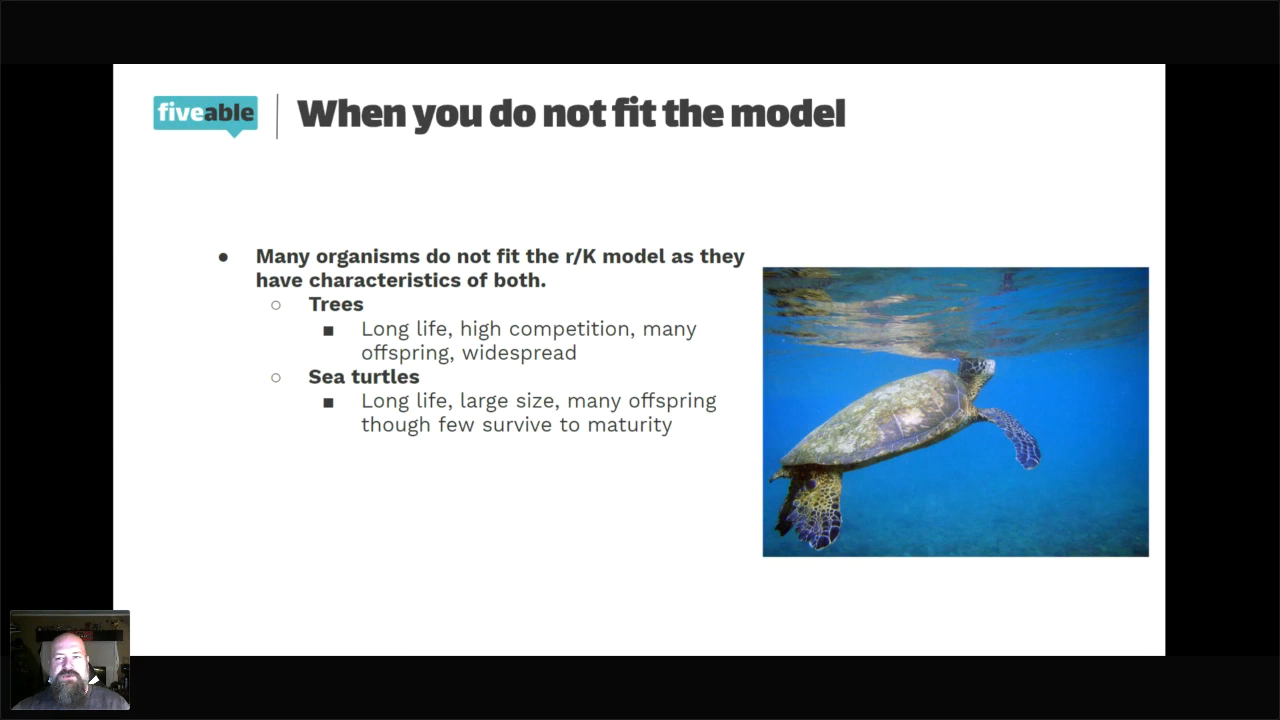 fiveable
When you do not fit the model
● Many organisms do not fit the r/K model as they
have characteristics of both.
○ Trees
■ Long life, high competition, many
offspring, widespread
○ Sea turtles
■ Long life, large size, many offspring
though few survive to maturity